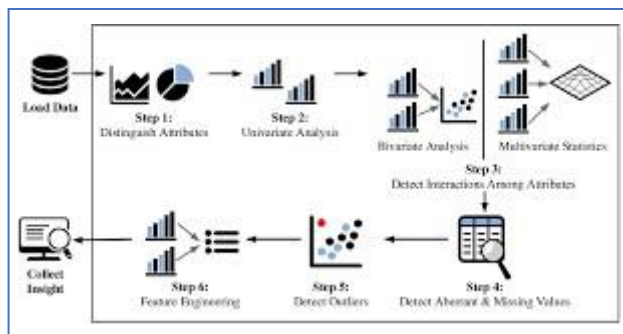 Load Data
Step 1:
Distinguish Attributes
Step 2:
Univariate Analysis
Bivariate Analysis
Multivariate Statistics
Step 3:
Detect Interactions Among Attributes
Step 4:
Detect Aberrant & Missing Values
Step 5:
Detect Outliers
Step 6:
Feature Engineering
Collect
Insight